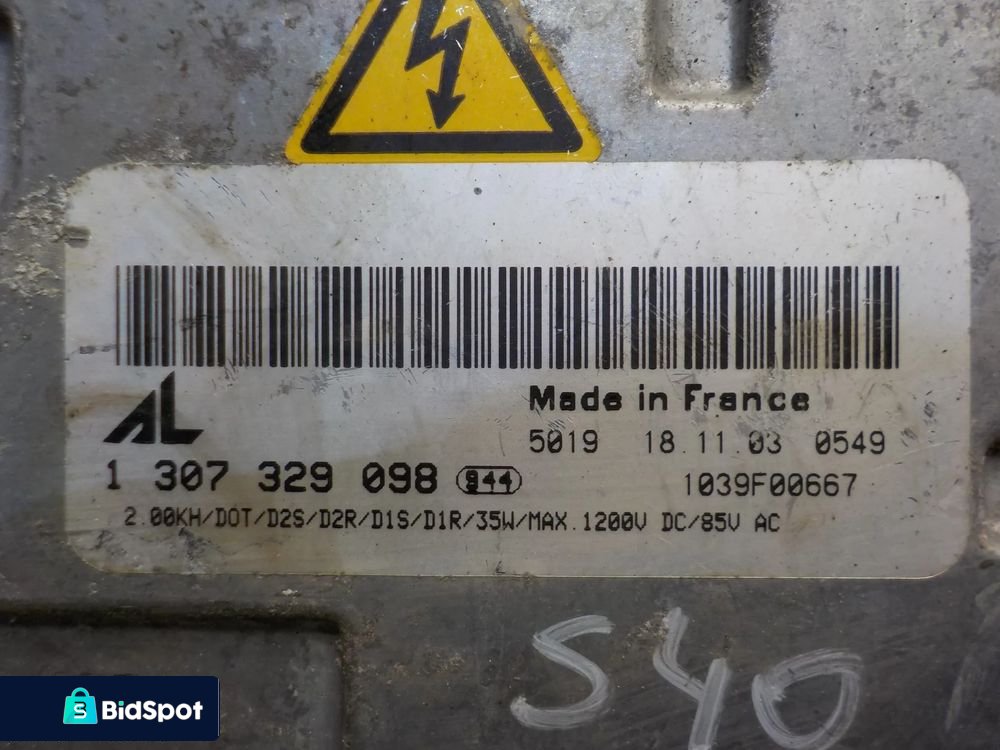 AL
Made in France
5019 18.11.03 0549
1 307 329 098 944
1039F00667
2.00KH/DOT/D2S/D2R/D1S/D1R/35W/MAX.1200V DC/85V AC
S40
BidSpot